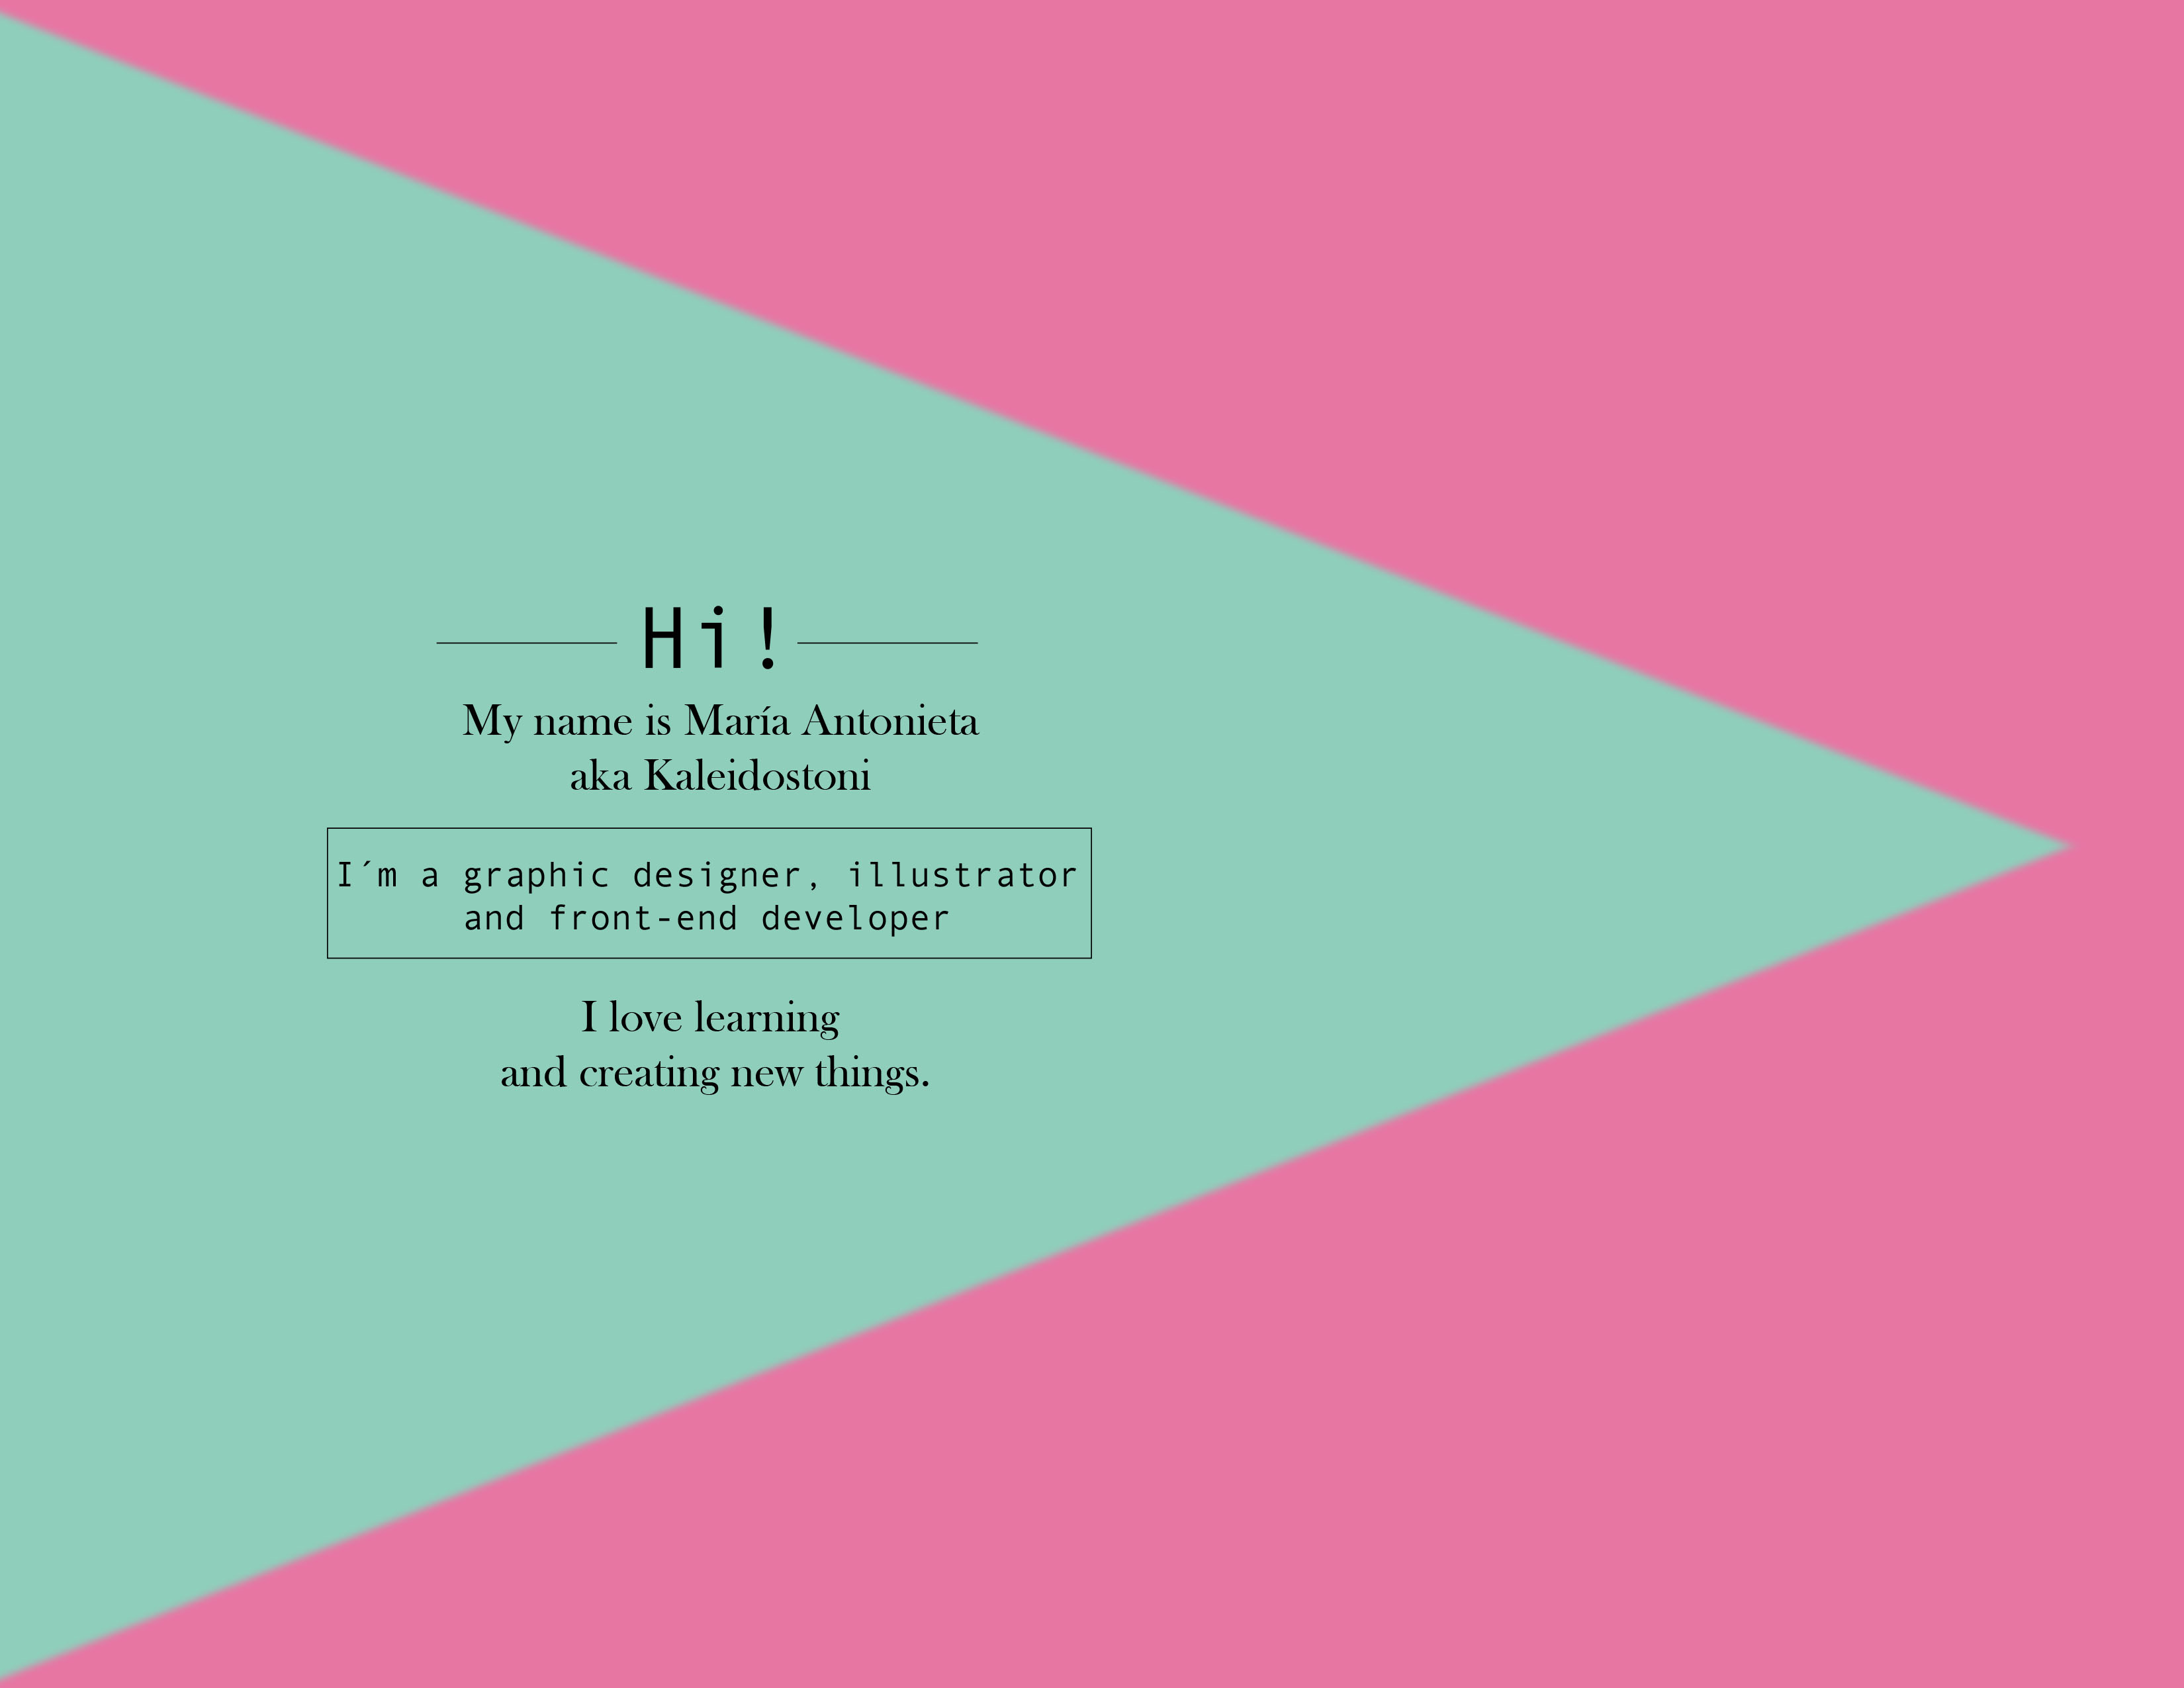 Hi!
My name is María Antonieta
aka Kaleidostoni
I´m a graphic designer, illustrator
and front-end developer
I love learning
and creating new things.